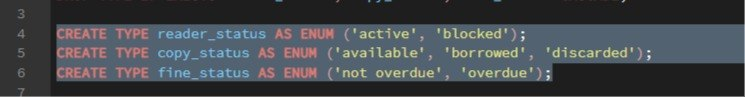 3
4 CREATE TYPE reader_status AS ENUM ('active', 'blocked');
5 CREATE TYPE copy_status AS ENUM ('available', 'borrowed', 'discarded');
6 CREATE TYPE fine_status AS ENUM ('not overdue', 'overdue');
7